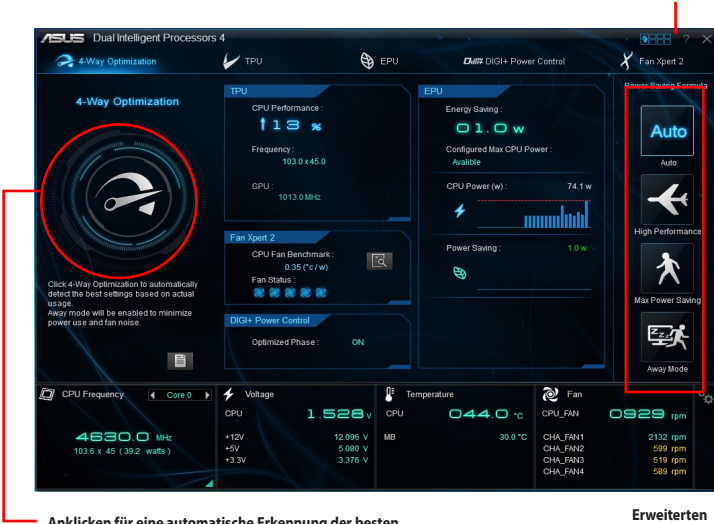 ASUS Dual Intelligent Processors 4
?
4-Way Optimization
TPU
EPU
DIGI+ Power Control
Fan Xpert 2
4-Way Optimization
Click 4-Way Optimization to automatically
detect the best settings based on actual
usage.
Away mode will be enabled to minimize
power use and fan noise.
TPU
CPU Performance :
13 %
Frequency :
103.0 x 45.0
GPU :
1013.0 MHz
Fan Xpert 2
CPU Fan Benchmark :
0.35 (°c / w)
Fan Status :
DIGI+ Power Control
Optimized Phase : ON
EPU
Energy Saving :
01.0 w
Configured Max CPU Power :
Avalible
CPU Power (w) : 74.1 w
Power Saving : 1.0 w
Power Saving Formula
Auto
Auto
High Performance
Max Power Saving
Away Mode
CPU Frequency
Core 0
4630.0 MHz
103.6 x 45 ( 39.2 watts )
Voltage
CPU 1.528 V
+12V 12.096 V
+5V 5.080 V
+3.3V 3.376 V
Temperature
CPU 044.0 °C
MB 30.0 °C
Fan
CPU_FAN 0929 rpm
CHA_FAN1 2132 rpm
CHA_FAN2 599 rpm
CHA_FAN3 519 rpm
CHA_FAN4 589 rpm
Anklicken für eine automatische Erkennung der besten
Erweiterten